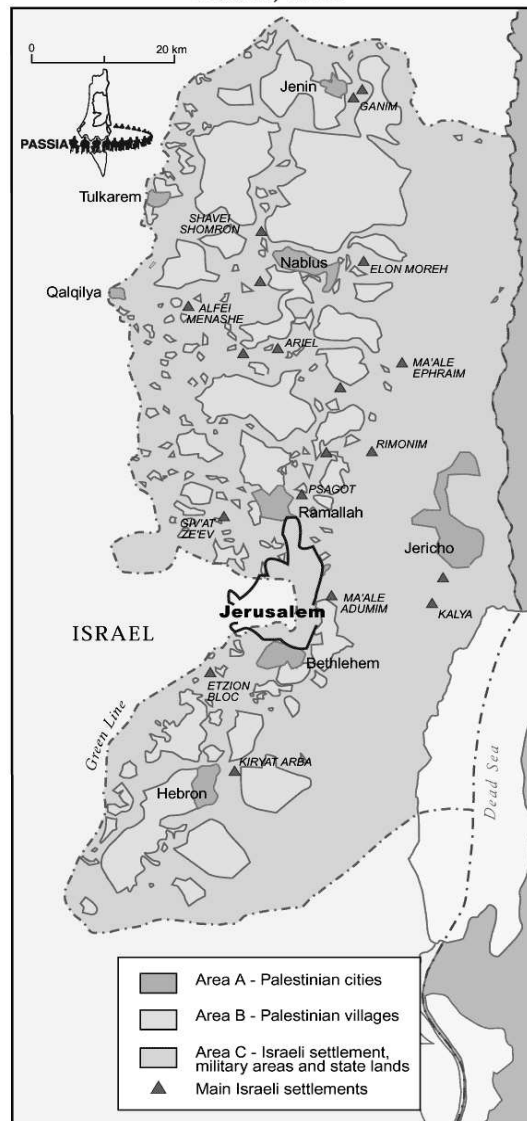 0
20 km
Jenin
GANIM
PASSIA
Tulkarem
SHAVEI
SHOMRON
Nablus
ELON MOREH
Qalqilya
ALFEI
MENASHE
ARIEL
MA'ALE
EPHRAIM
RIMONIM
PSAGOT
Ramallah
GIV'AT
ZE'EV
Jericho
Jerusalem
MA'ALE
ADUMIM
KALYA
ISRAEL
Bethlehem
ETZION
BLOC
Green Line
KIRYAT ARBA
Hebron
Dead Sea
Area A - Palestinian cities
Area B - Palestinian villages
Area C - Israeli settlement,
military areas and state lands
Main Israeli settlements